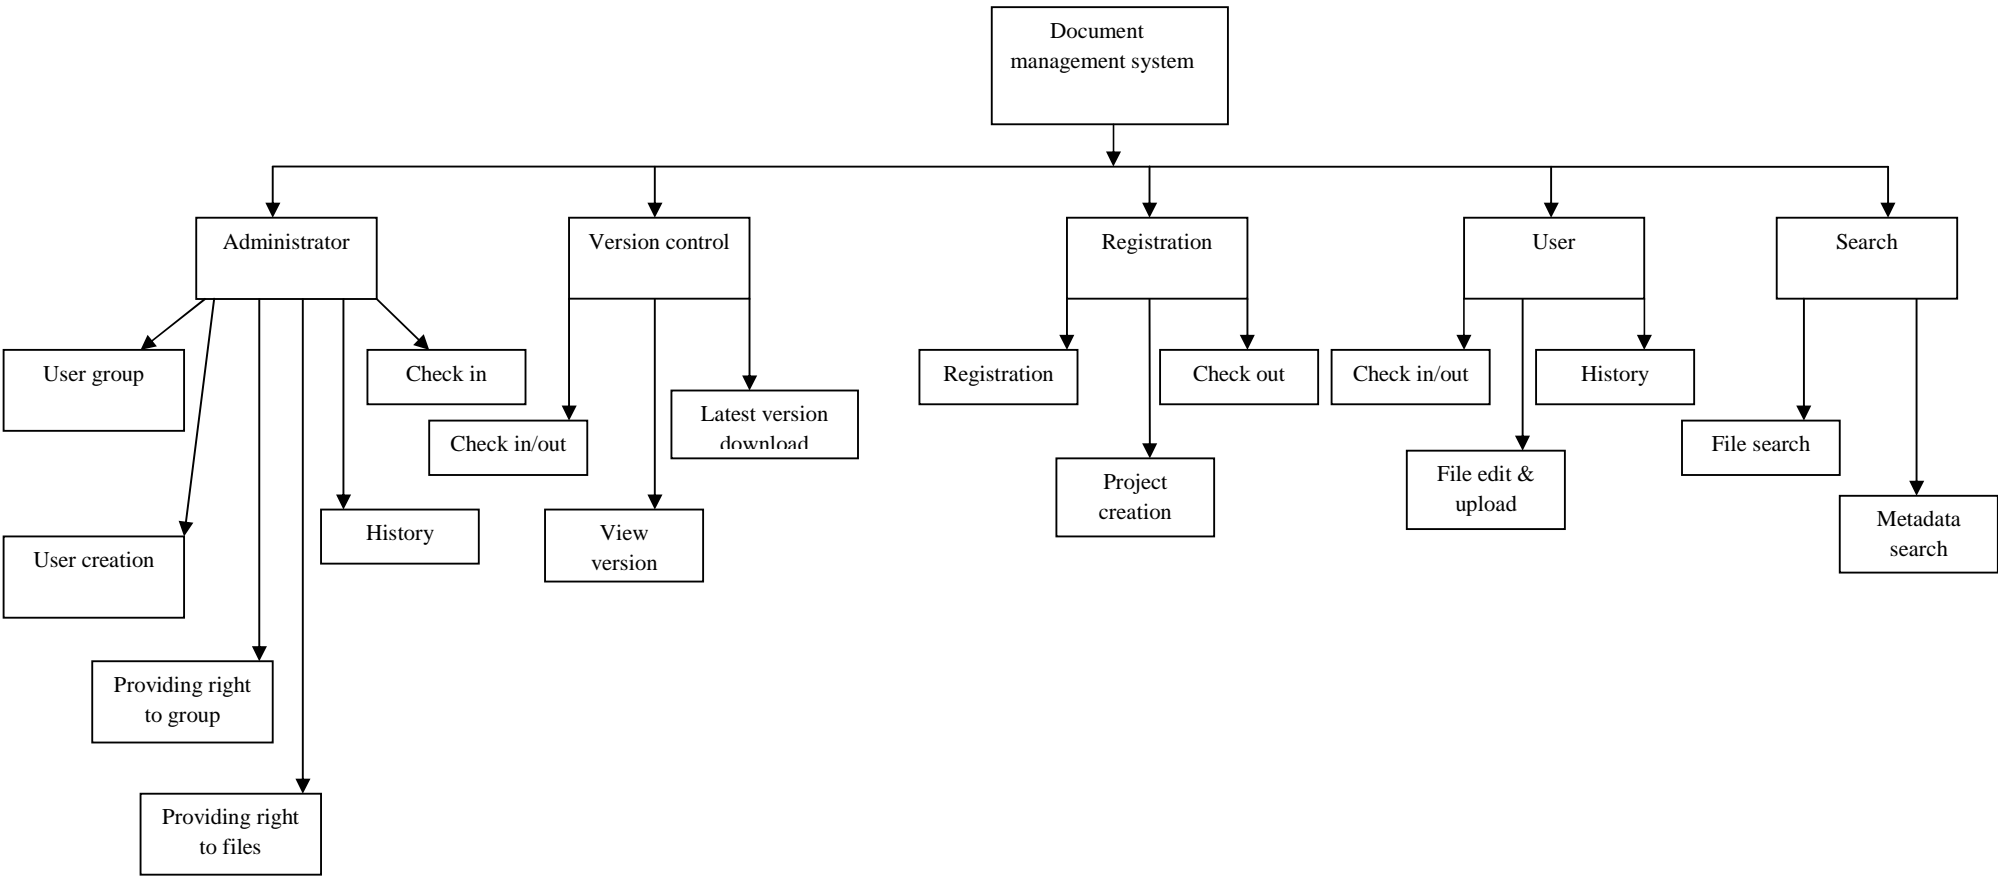 Document
management system
Administrator
Version control
Registration
User
Search
User group
Check in
Registration
Check out
Check in/out
History
Latest version
download
Check in/out
File search
Project
creation
File edit &
upload
User creation
History
View
version
Metadata
search
Providing right
to group
Providing right
to files